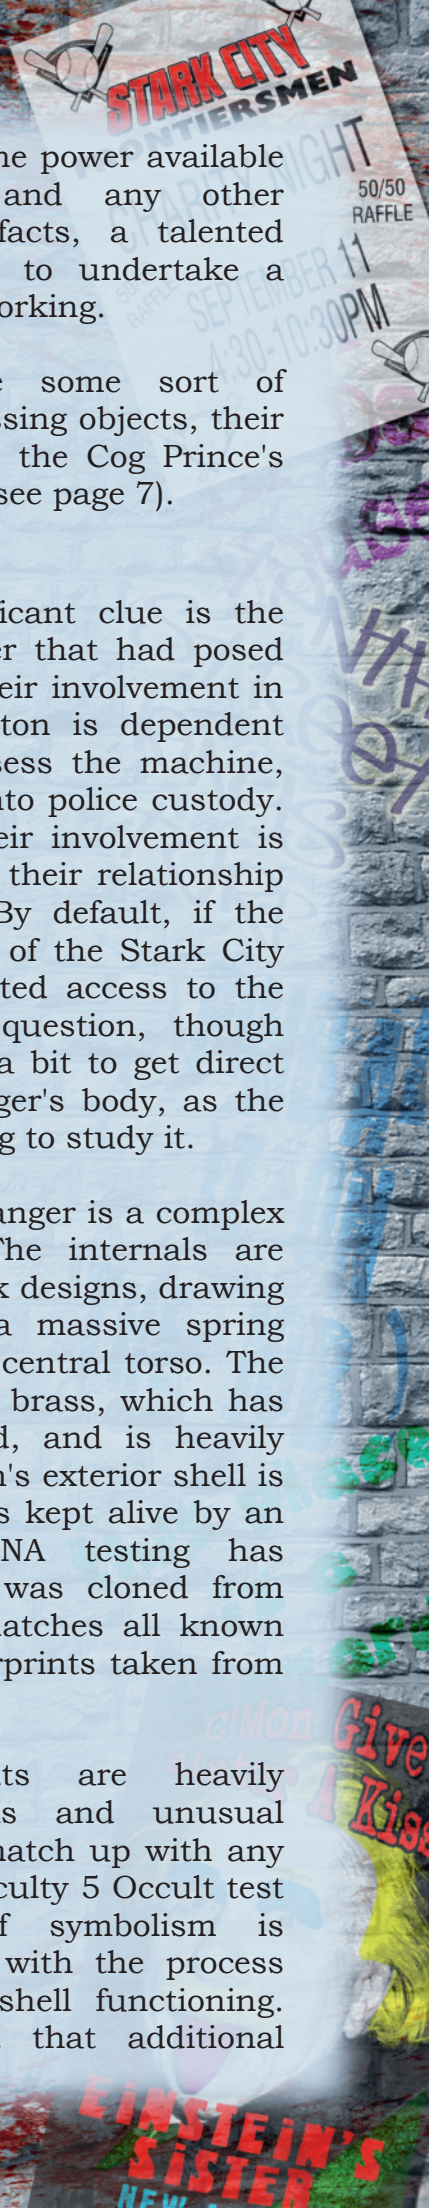 STARK CITY
FRONTIERSMEN
CHARITY NIGHT
50/50
RAFFLE
SEPTEMBER 11
4:30-10:30PM
he power available
and any other
facts, a talented
to undertake a
orking.
e some sort of
ssing objects, their
the Cog Prince's
see page 7).
icant clue is the
er that had posed
eir involvement in
ton is dependent
sess the machine,
nto police custody.
eir involvement is
their relationship
By default, if the
of the Stark City
ted access to the
question, though
a bit to get direct
ger's body, as the
g to study it.
anger is a complex
The internals are
k designs, drawing
a massive spring
central torso. The
brass, which has
d, and is heavily
n's exterior shell is
s kept alive by an
NA testing has
was cloned from
atches all known
rprints taken from
ts are heavily
s and unusual
match up with any
culty 5 Occult test
f symbolism is
with the process
shell functioning.
that additional
C'Mon Give
A Kiss
EINSTEIN'S
SISTER
NEW